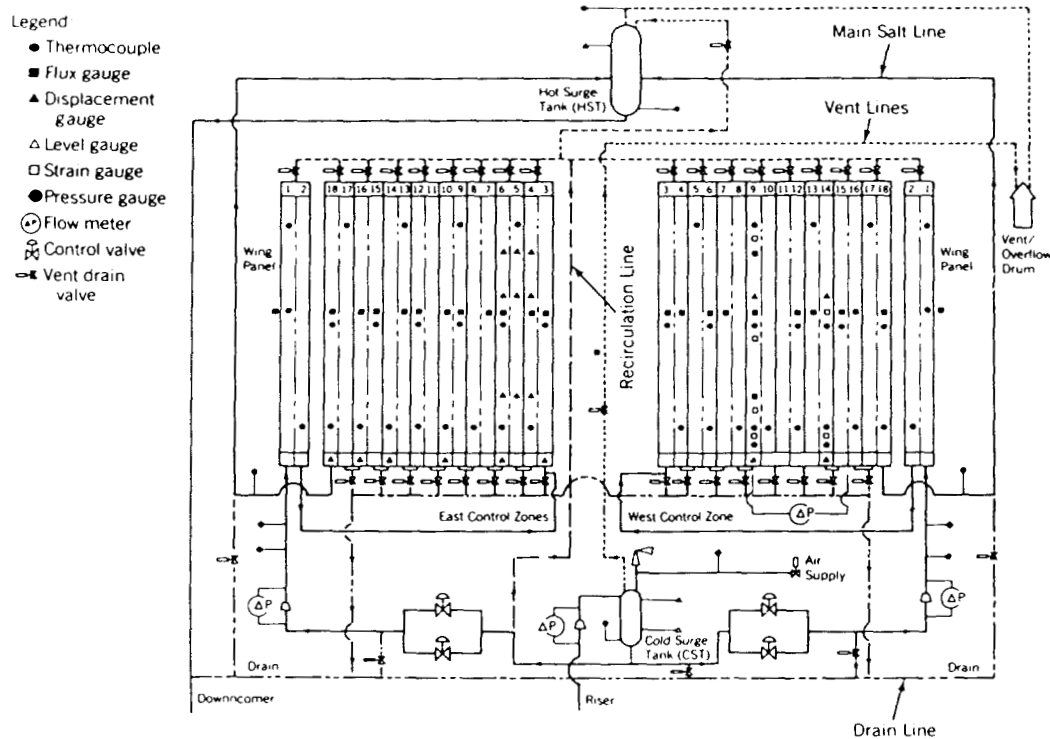 Legend
Thermocouple
Flux gauge
Displacement
gauge
Level gauge
Strain gauge
Pressure gauge
ΔP Flow meter
Control valve
Vent drain
valve
Main Salt Line
Hot Surge
Tank (HST)
Vent Lines
1 2 18 17 16 15 14 13 12 11 10 9 8 7 6 5 4 3
3 4 5 6 7 8 9 10 11 12 13 14 15 16 17 18 2 1
Wing
Panel
Recirculation Line
Wing
Panel
Vent/
Overflow
Drum
East Control Zones
West Control Zone
ΔP
Air
Supply
ΔP
ΔP
ΔP
Cold Surge
Tank (CST)
Drain
Drain
Downncomer
Riser
Drain Line